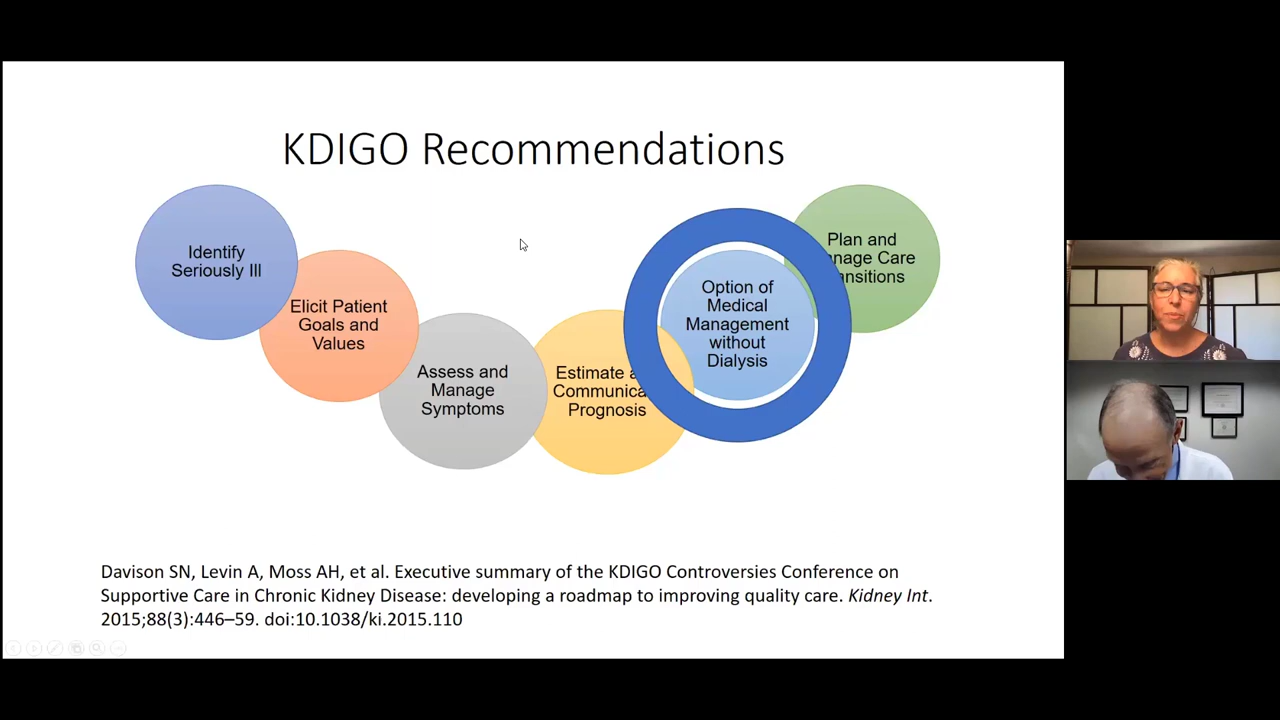 KDIGO Recommendations
Identify
Seriously Ill
Elicit Patient
Goals and
Values
Assess and
Manage
Symptoms
Estimate a
Communica
Prognosis
Option of
Medical
Management
without
Dialysis
Plan and
nage Care
nsitions
Davison SN, Levin A, Moss AH, et al. Executive summary of the KDIGO Controversies Conference on
Supportive Care in Chronic Kidney Disease: developing a roadmap to improving quality care. Kidney Int.
2015;88(3):446–59. doi:10.1038/ki.2015.110